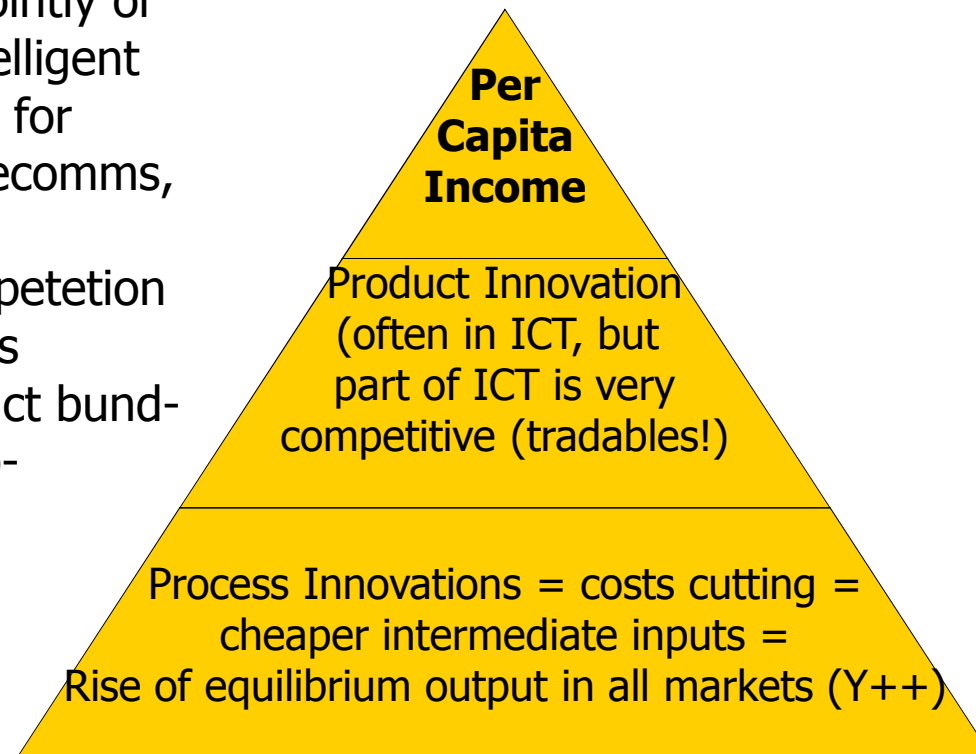 elligent
for
ecomms,
petetion
s
ct bund-
Per
Capita
Income
Product Innovation
(often in ICT, but
part of ICT is very
competitive (tradables!)
Process Innovations = costs cutting =
cheaper intermediate inputs =
Rise of equilibrium output in all markets (Y++)